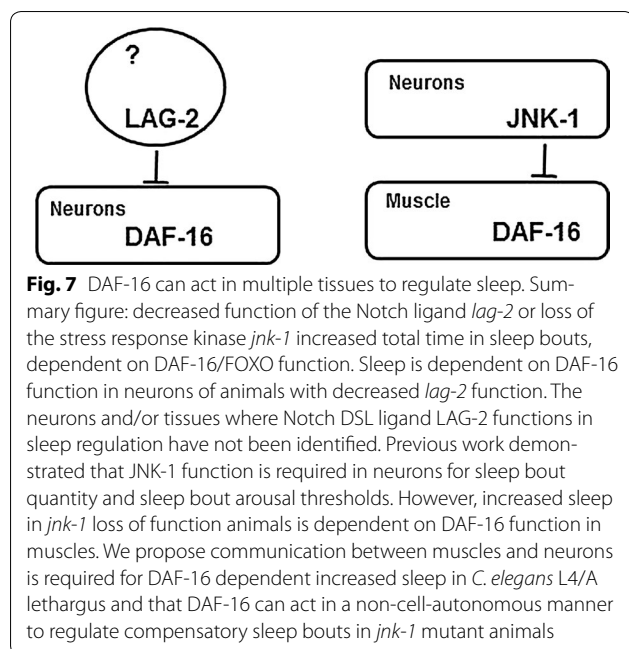 ?
LAG-2
Neurons
DAF-16
Neurons
JNK-1
Muscle
DAF-16
Fig. 7 DAF-16 can act in multiple tissues to regulate sleep. Sum-
mary figure: decreased function of the Notch ligand lag-2 or loss of
the stress response kinase jnk-1 increased total time in sleep bouts,
dependent on DAF-16/FOXO function. Sleep is dependent on DAF-16
function in neurons of animals with decreased lag-2 function. The
neurons and/or tissues where Notch DSL ligand LAG-2 functions in
sleep regulation have not been identified. Previous work demon-
strated that JNK-1 function is required in neurons for sleep bout
quantity and sleep bout arousal thresholds. However, increased sleep
in jnk-1 loss of function animals is dependent on DAF-16 function in
muscles. We propose communication between muscles and neurons
is required for DAF-16 dependent increased sleep in C. elegans L4/A
lethargus and that DAF-16 can act in a non-cell-autonomous manner
to regulate compensatory sleep bouts in jnk-1 mutant animals